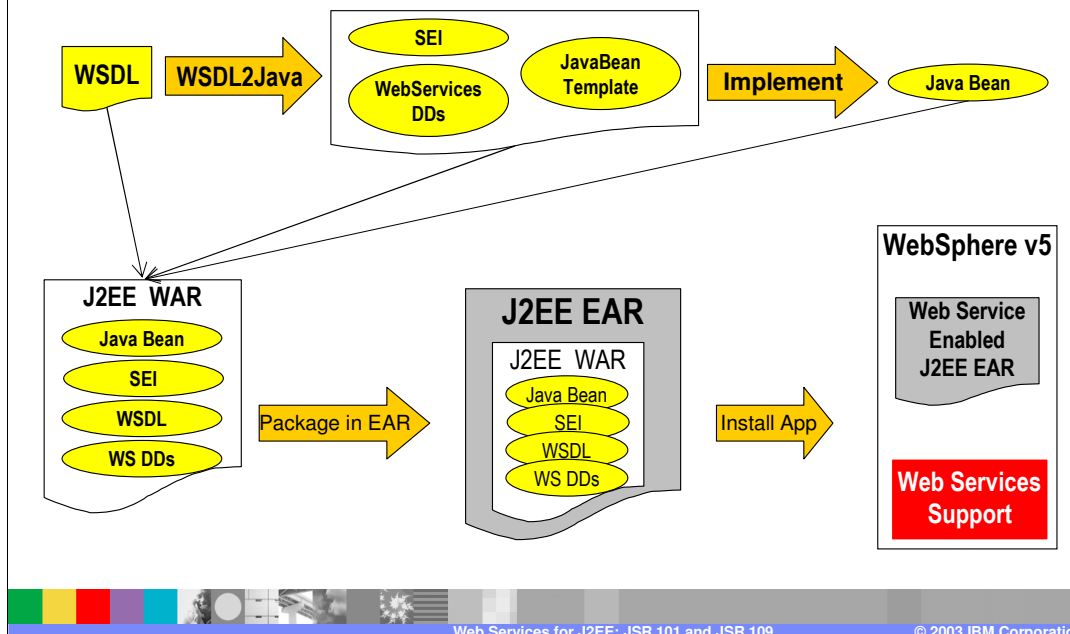 WSDL
WSDL2Java
SEI
WebServices
DDs
JavaBean
Template
Implement
Java Bean
J2EE WAR
Java Bean
SEI
WSDL
WS DDs
Package in EAR
J2EE EAR
J2EE WAR
Java Bean
SEI
WSDL
WS DDs
Install App
WebSphere v5
Web Service
Enabled
J2EE EAR
Web Services
Support
Web Services for J2EE: JSR 101 and JSR 109
© 2003 IBM Corporatio